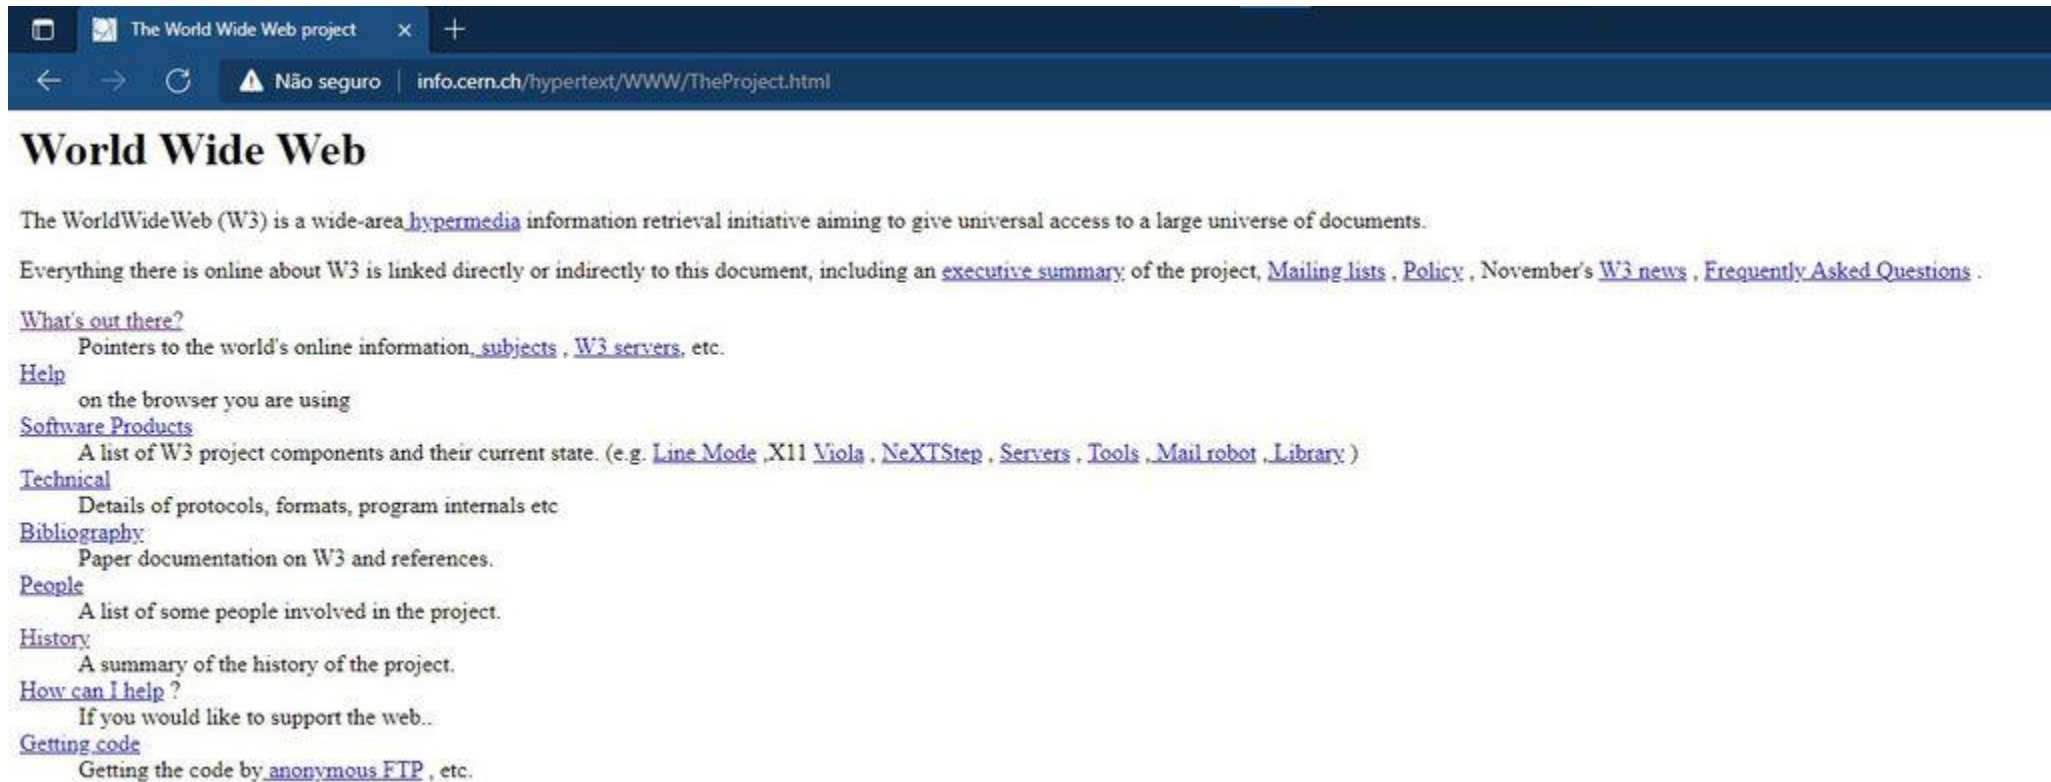 The World Wide Web project
Não seguro | info.cern.ch/hypertext/WWW/TheProject.html
World Wide Web
The WorldWideWeb (W3) is a wide-area hypermedia information retrieval initiative aiming to give universal access to a large universe of documents.
Everything there is online about W3 is linked directly or indirectly to this document, including an executive summary of the project, Mailing lists , Policy , November's W3 news , Frequently Asked Questions .
What's out there?
Pointers to the world's online information, subjects , W3 servers, etc.
Help
on the browser you are using
Software Products
A list of W3 project components and their current state. (e.g. Line Mode ,X11 Viola , NeXTStep , Servers , Tools , Mail robot , Library )
Technical
Details of protocols, formats, program internals etc
Bibliography
Paper documentation on W3 and references.
People
A list of some people involved in the project.
History
A summary of the history of the project.
How can I help ?
If you would like to support the web..
Getting code
Getting the code by anonymous FTP , etc.